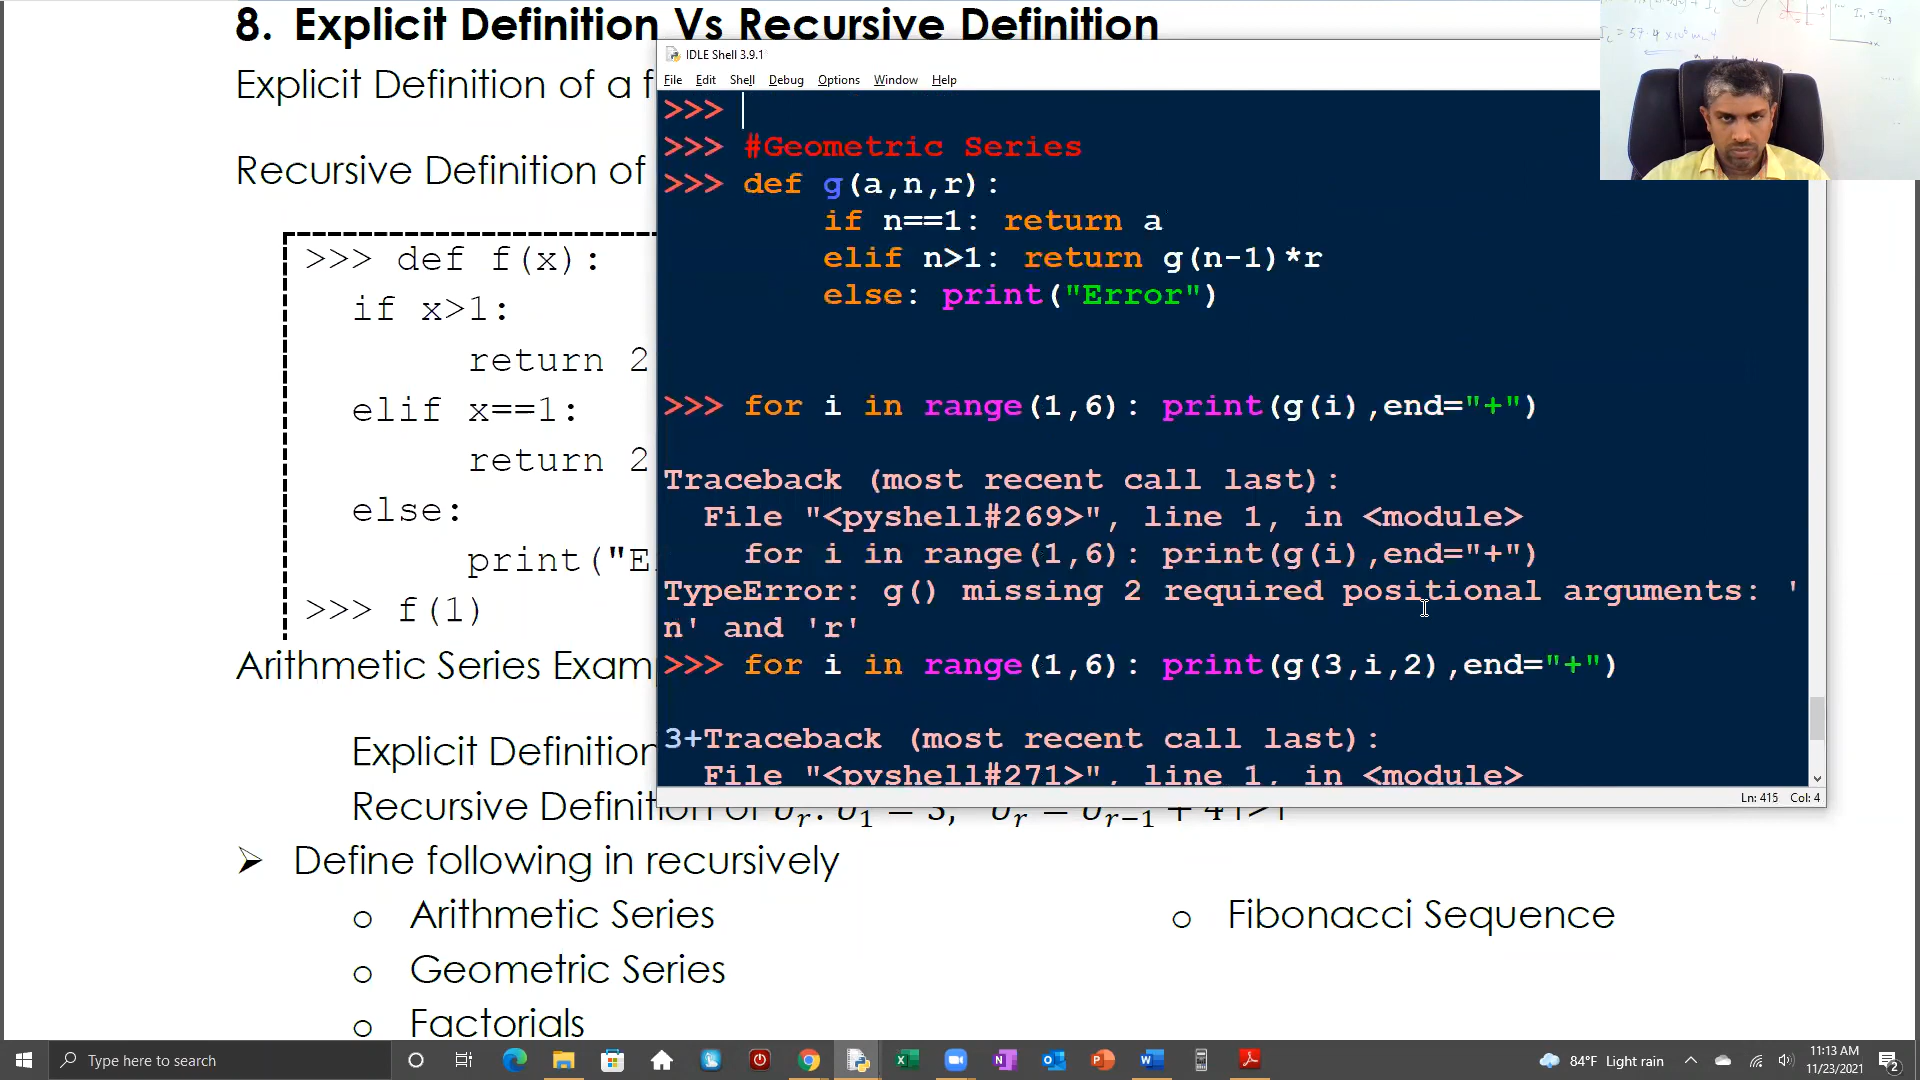 8. Explicit Definition Vs Recursive Definition
Explicit Definition of a f
Recursive Definition of
>>> def f(x):
if x>1:
return 2
elif x==1:
return 2
else:
print("E
>>> f(1)
Arithmetic Series Exam
Explicit Definition
Recursive Definition of
Define following in recursively
o Arithmetic Series
o Geometric Series
o Factorials
o Fibonacci Sequence
IDLE Shell 3.9.1
File Edit Shell Debug Options Window Help
>>>
>>> #Geometric Series
>>> def g(a,n,r):
if n==1: return a
elif n>1: return g(n-1)*r
else: print("Error")
>>> for i in range(1,6): print(g(i),end="+")
Traceback (most recent call last):
File "<pyshell#269>", line 1, in <module>
for i in range(1,6): print(g(i),end="+")
TypeError: g() missing 2 required positional arguments: '
n' and 'r'
>>> for i in range(1,6): print(g(3,i,2),end="+")
3+Traceback (most recent call last):
File "<pyshell#271>", line 1, in <module>
Ln: 415 Col: 4
Type here to search
84°F Light rain
11:13 AM
11/23/2021
2